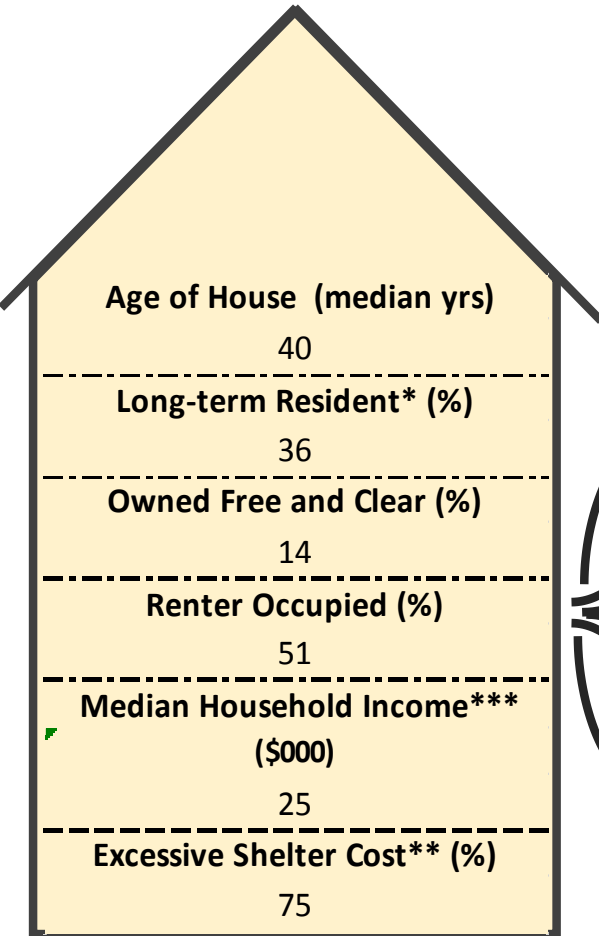 Age of House (median yrs)
40
Long-term Resident* (%)
36
Owned Free and Clear (%)
14
Renter Occupied (%)
51
Median Household Income***
($000)
25
Excessive Shelter Cost** (%)
75